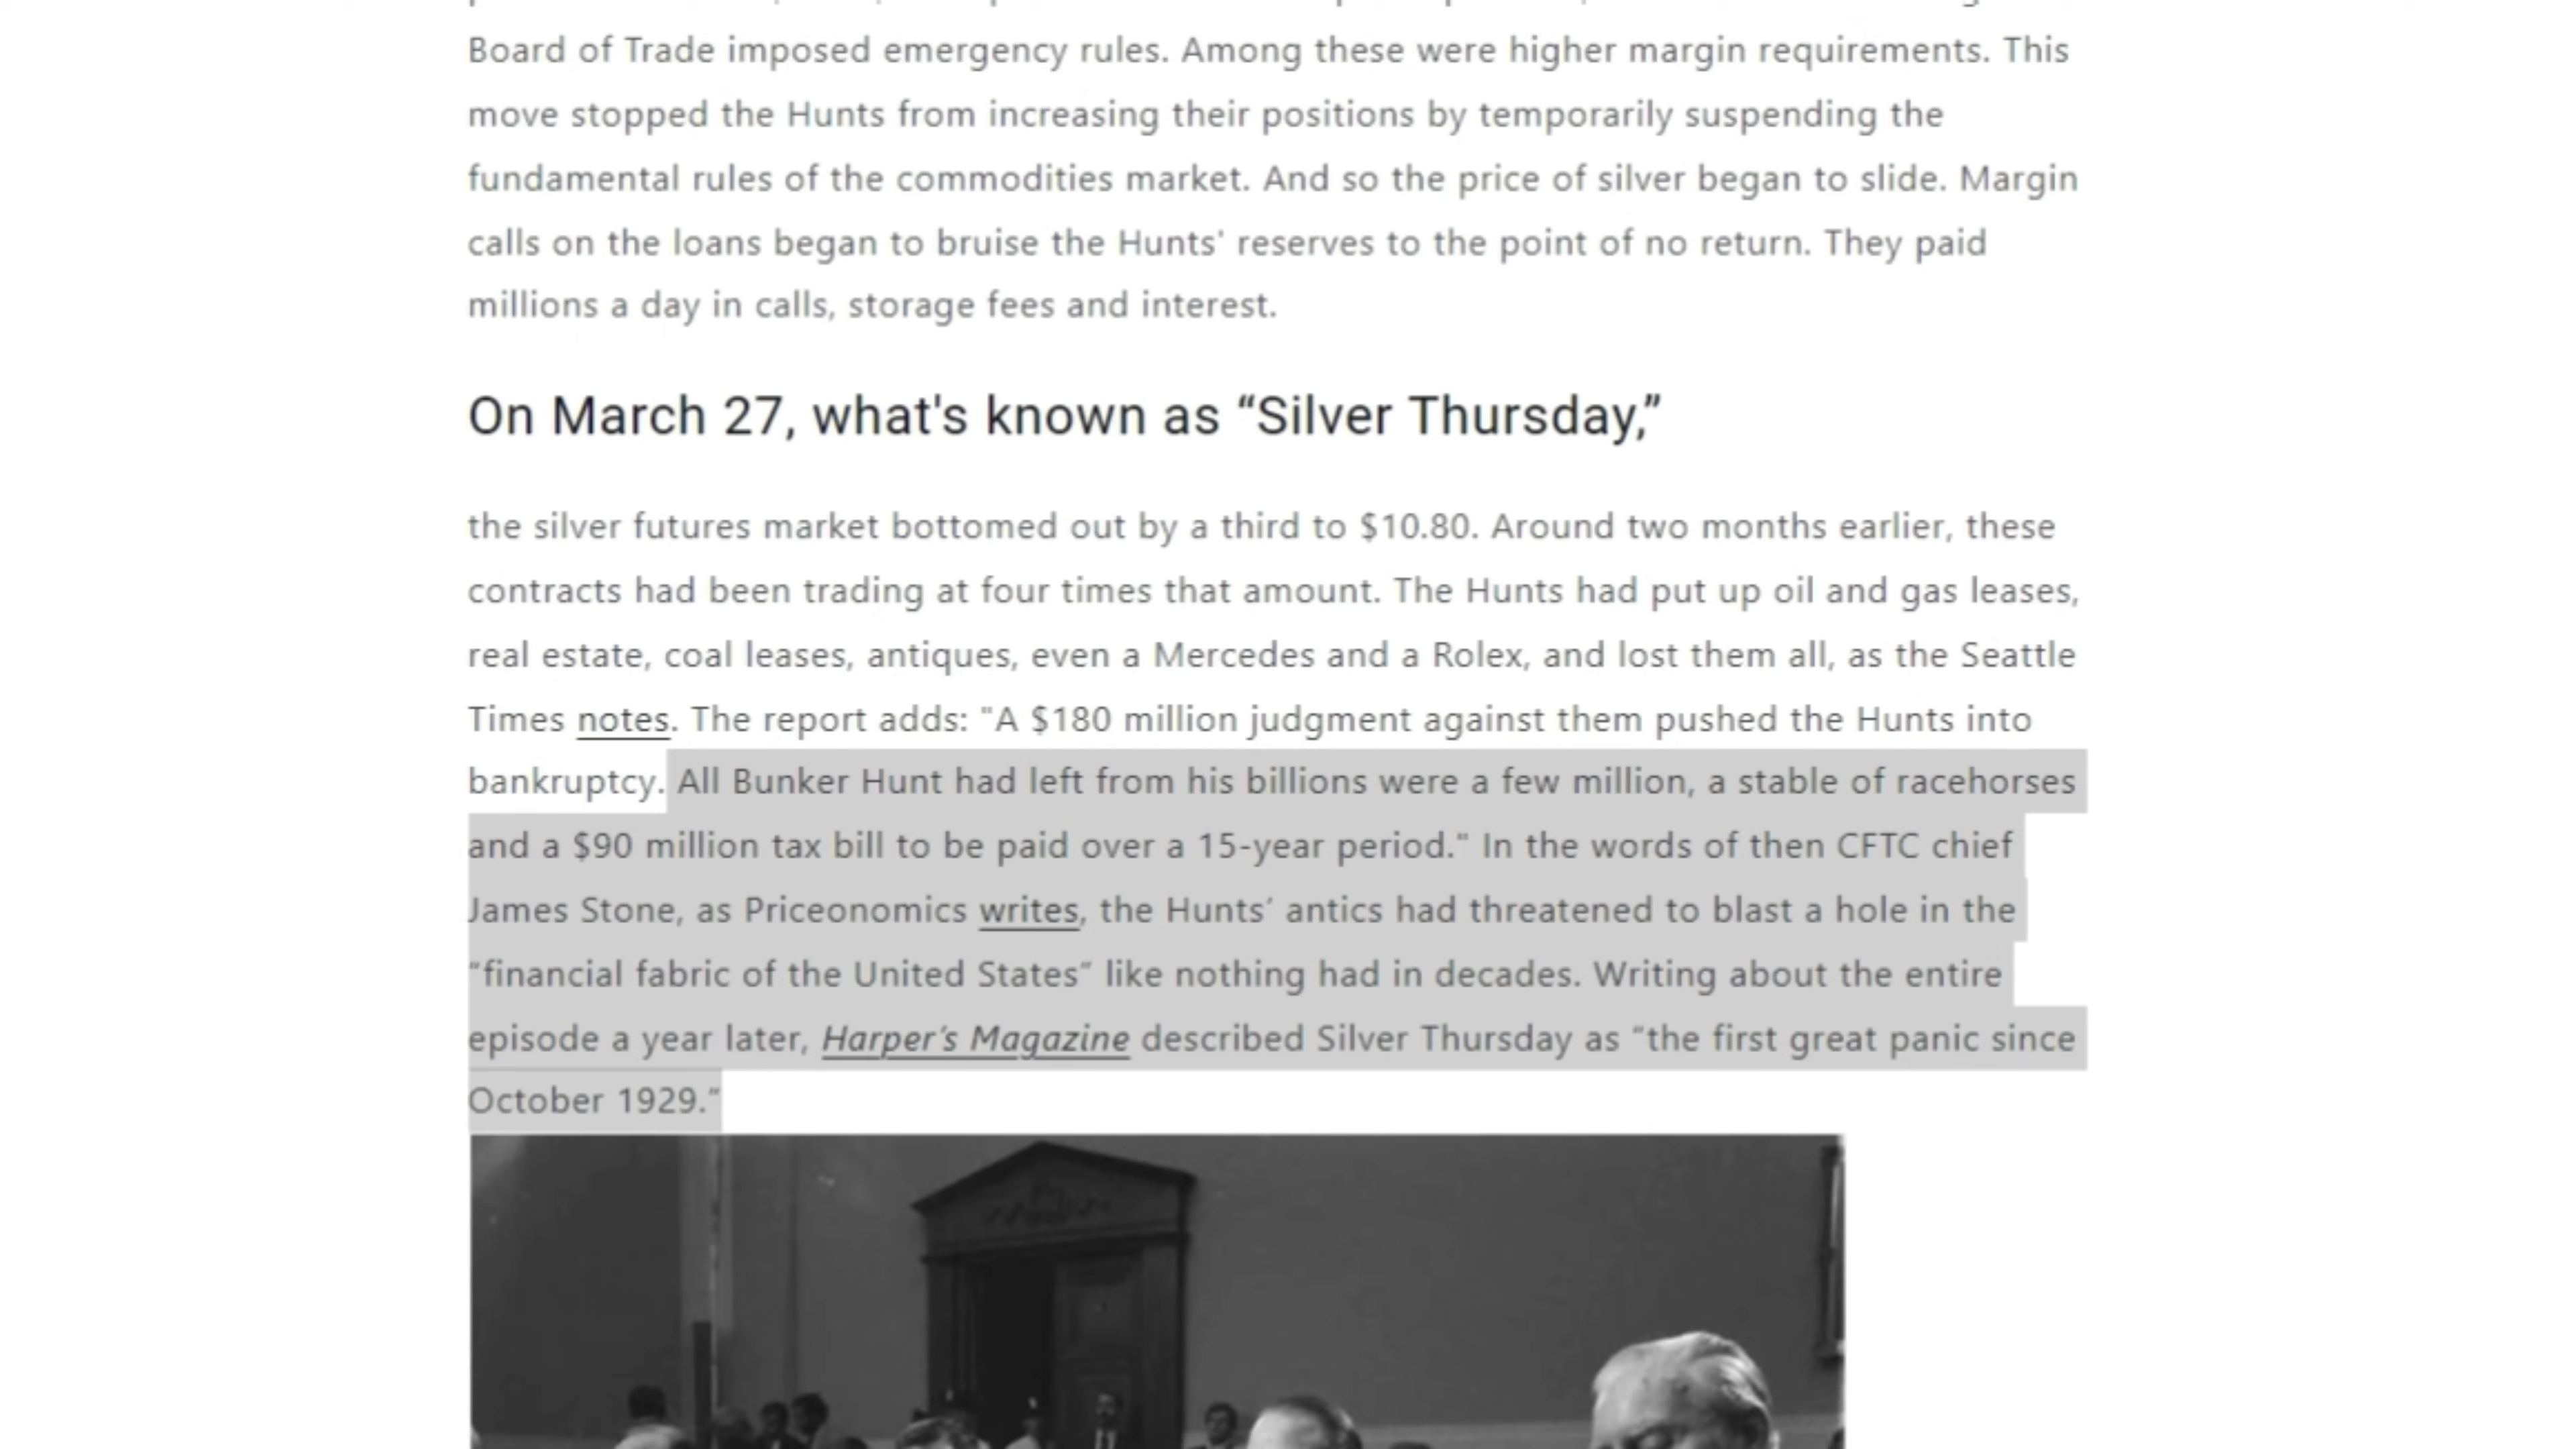 Board of Trade imposed emergency rules. Among these were higher margin requirements. This
move stopped the Hunts from increasing their positions by temporarily suspending the
fundamental rules of the commodities market. And so the price of silver began to slide. Margin
calls on the loans began to bruise the Hunts' reserves to the point of no return. They paid
millions a day in calls, storage fees and interest.
On March 27, what's known as “Silver Thursday,”
the silver futures market bottomed out by a third to $10.80. Around two months earlier, these
contracts had been trading at four times that amount. The Hunts had put up oil and gas leases,
real estate, coal leases, antiques, even a Mercedes and a Rolex, and lost them all, as the Seattle
Times notes. The report adds: "A $180 million judgment against them pushed the Hunts into
bankruptcy. All Bunker Hunt had left from his billions were a few million, a stable of racehorses
and a $90 million tax bill to be paid over a 15-year period." In the words of then CFTC chief
James Stone, as Priceonomics writes, the Hunts’ antics had threatened to blast a hole in the
“financial fabric of the United States” like nothing had in decades. Writing about the entire
episode a year later, Harper’s Magazine described Silver Thursday as “the first great panic since
October 1929.”